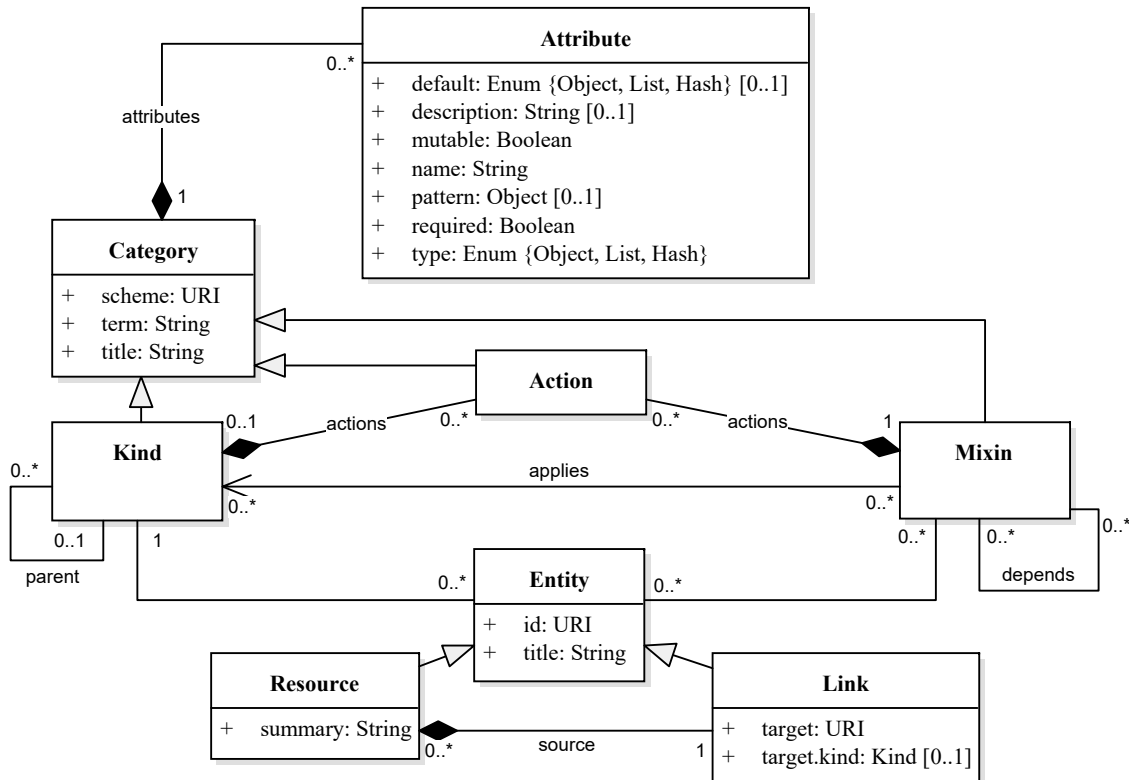 Attribute
+ default: Enum {Object, List, Hash} [0..1]
+ description: String [0..1]
+ mutable: Boolean
+ name: String
+ pattern: Object [0..1]
+ required: Boolean
+ type: Enum {Object, List, Hash}
0..*
attributes
1
Category
+ scheme: URI
+ term: String
+ title: String
Action
0..1
actions
0..*
0..*
actions
1
Kind
Mixin
0..*
applies
0..*
0..*
0..1
parent
1
0..*
0..*
0..*
depends
0..*
Entity
0..*
+ id: URI
+ title: String
Resource
+ summary: String
Link
+ target: URI
+ target.kind: Kind [0..1]
0..*
source
1